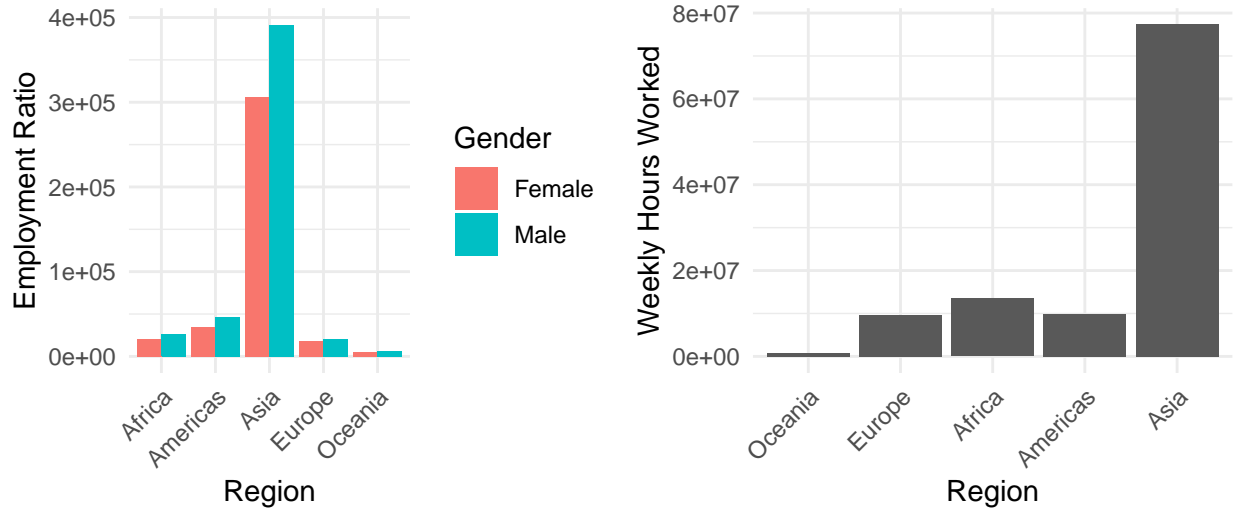 Employment Ratio
4e+05
3e+05
2e+05
1e+05
0e+00
Africa
Americas
Asia
Europe
Oceania
Region
Gender
Female
Male
Weekly Hours Worked
8e+07
6e+07
4e+07
2e+07
0e+00
Oceania
Europe
Africa
Americas
Asia
Region